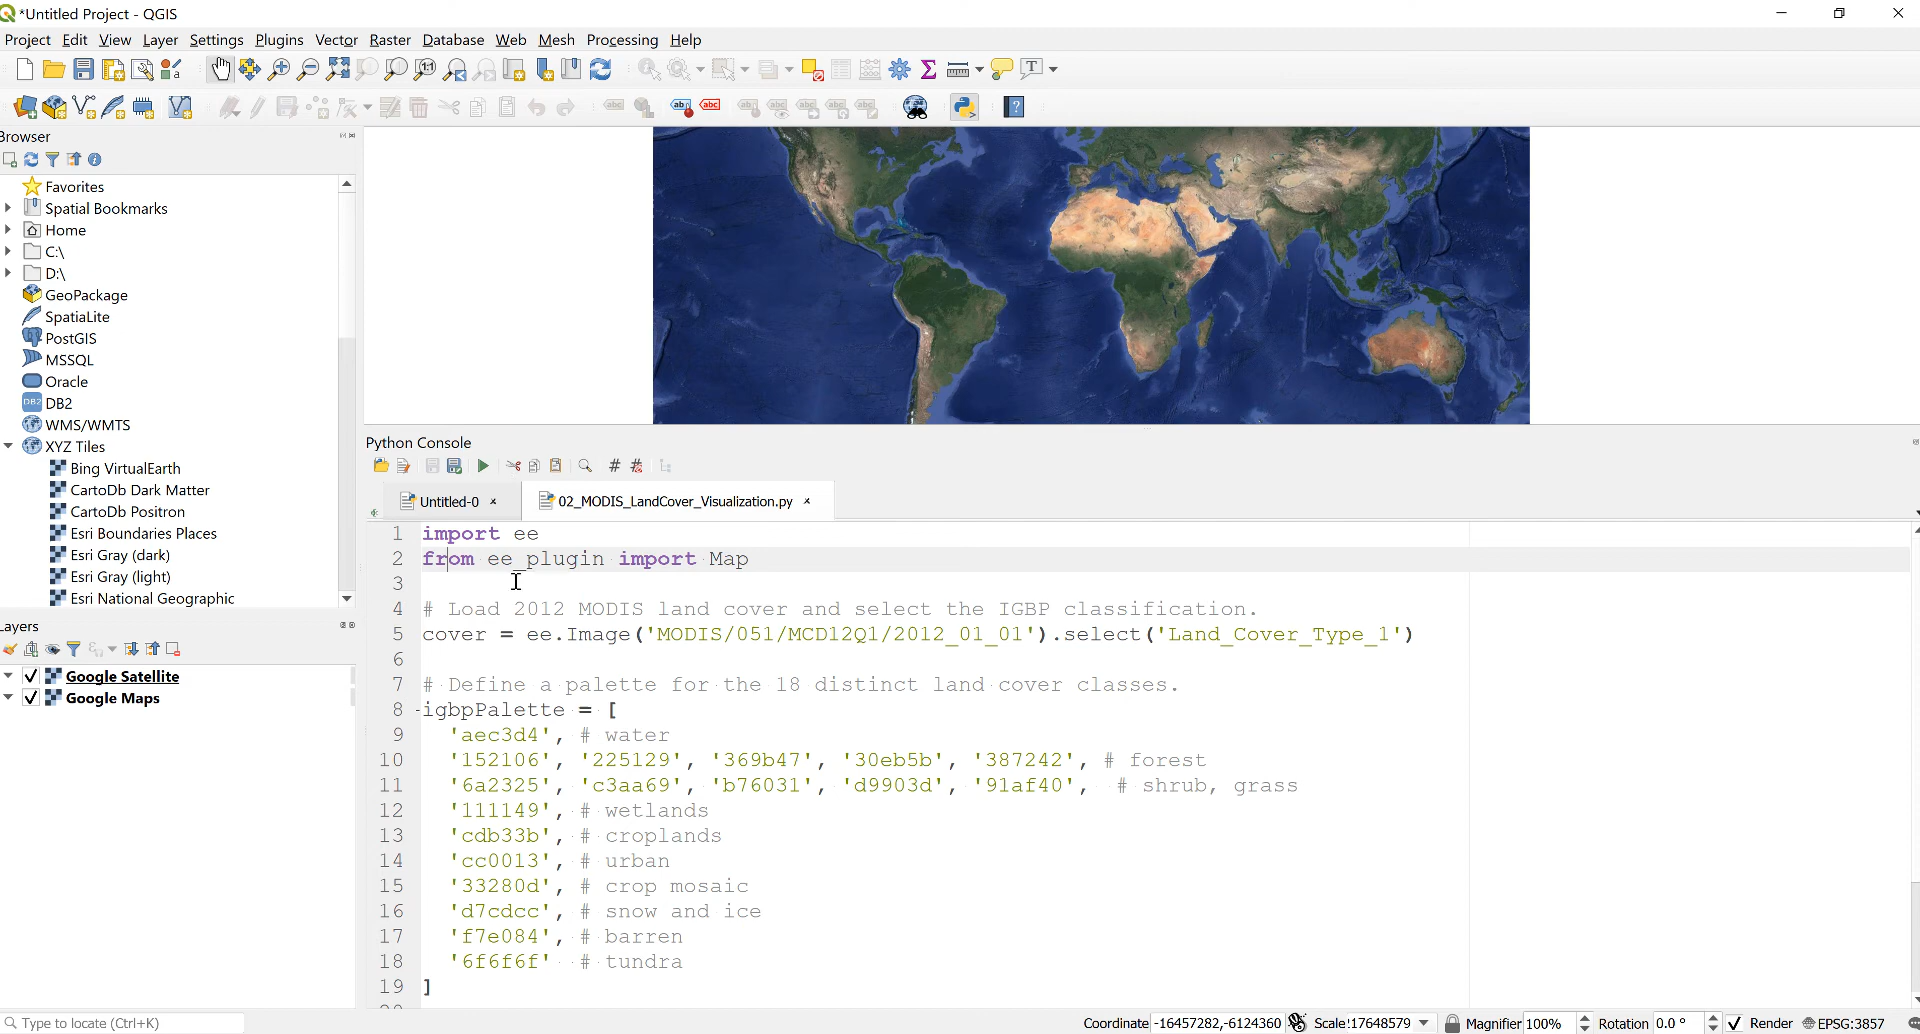 *Untitled Project - QGIS
Project Edit View Layer Settings Plugins Vector Raster Database Web Mesh Processing Help
Browser
Favorites
Spatial Bookmarks
Home
C:\
D:\
GeoPackage
SpatiaLite
PostGIS
MSSQL
Oracle
DB2
WMS/WMTS
XYZ Tiles
Bing VirtualEarth
CartoDb Dark Matter
CartoDb Positron
Esri Boundaries Places
Esri Gray (dark)
Esri Gray (light)
Esri National Geographic
Layers
Google Satellite
Google Maps
Python Console
Untitled-0 02_MODIS_LandCover_Visualization.py
1 import ee
2 from ee_plugin import Map
3
4 # Load 2012 MODIS land cover and select the IGBP classification.
5 cover = ee.Image('MODIS/051/MCD12Q1/2012_01_01').select('Land_Cover_Type_1')
6
7 # Define a palette for the 18 distinct land cover classes.
8 igbpPalette = [
9 'aec3d4', # water
10 '152106', '225129', '369b47', '30eb5b', '387242', # forest
11 '6a2325', 'c3aa69', 'b76031', 'd9903d', '91af40', # shrub, grass
12 '111149', # wetlands
13 'cdb33b', # croplands
14 'cc0013', # urban
15 '33280d', # crop mosaic
16 'd7cdcc', # snow and ice
17 'f7e084', # barren
18 '6f6f6f' # tundra
19 ]
Type to locate (Ctrl+K) Coordinate -16457282,-6124360 Scale 1:17648579 Magnifier 100% Rotation 0.0 ° Render EPSG:3857